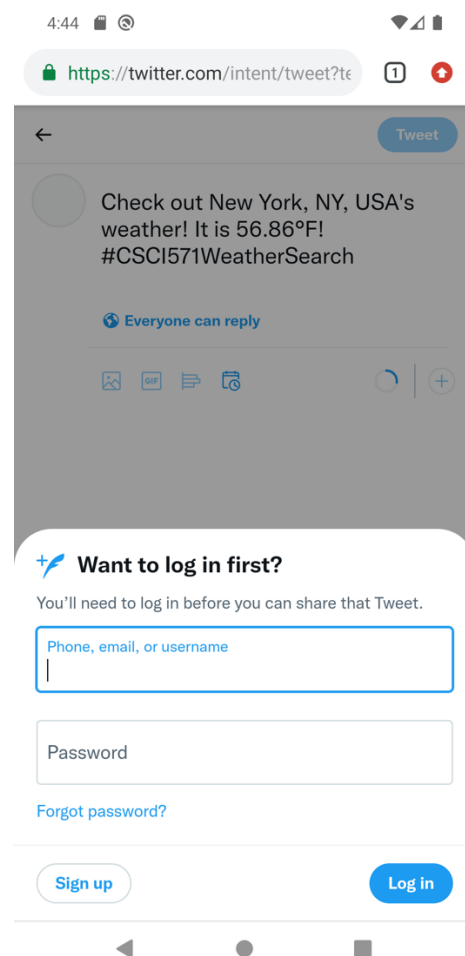 4:44
https://twitter.com/intent/tweet?te
1
Tweet
Check out New York, NY, USA's
weather! It is 56.86°F!
#CSCI571WeatherSearch
Everyone can reply
GIF
Want to log in first?
You'll need to log in before you can share that Tweet.
Phone, email, or username
Password
Forgot password?
Sign up
Log in